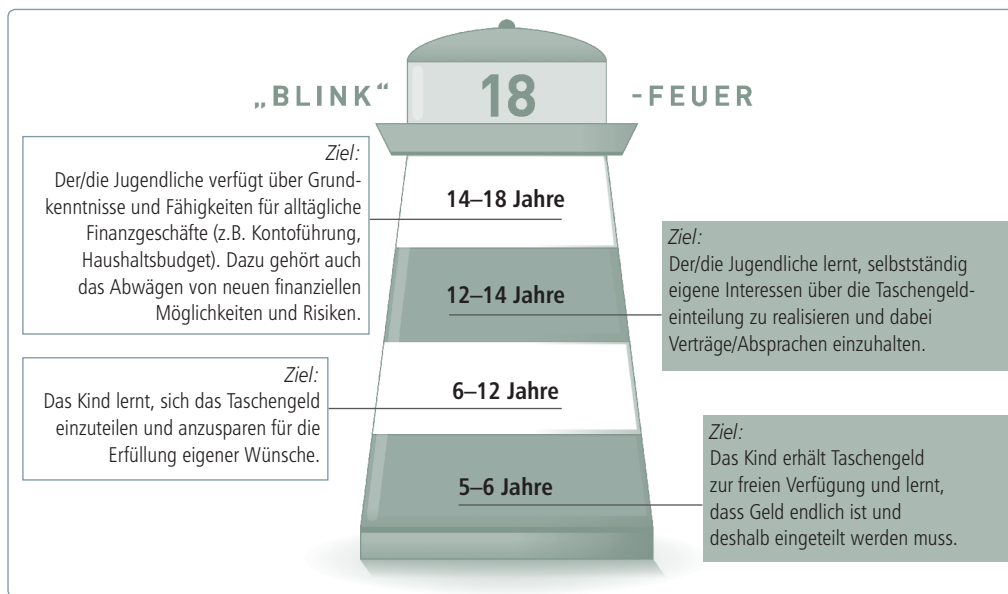 „BLINK“ 18 -FEUER
Ziel:
Der/die Jugendliche verfügt über Grund-
kenntnisse und Fähigkeiten für alltägliche
Finanzgeschäfte (z.B. Kontoführung,
Haushaltsbudget). Dazu gehört auch
das Abwägen von neuen finanziellen
Möglichkeiten und Risiken.
14–18 Jahre
12–14 Jahre
Ziel:
Der/die Jugendliche lernt, selbstständig
eigene Interessen über die Taschengeld-
einteilung zu realisieren und dabei
Verträge/Absprachen einzuhalten.
Ziel:
Das Kind lernt, sich das Taschengeld
einzuteilen und anzusparen für die
Erfüllung eigener Wünsche.
6–12 Jahre
5–6 Jahre
Ziel:
Das Kind erhält Taschengeld
zur freien Verfügung und lernt,
dass Geld endlich ist und
deshalb eingeteilt werden muss.